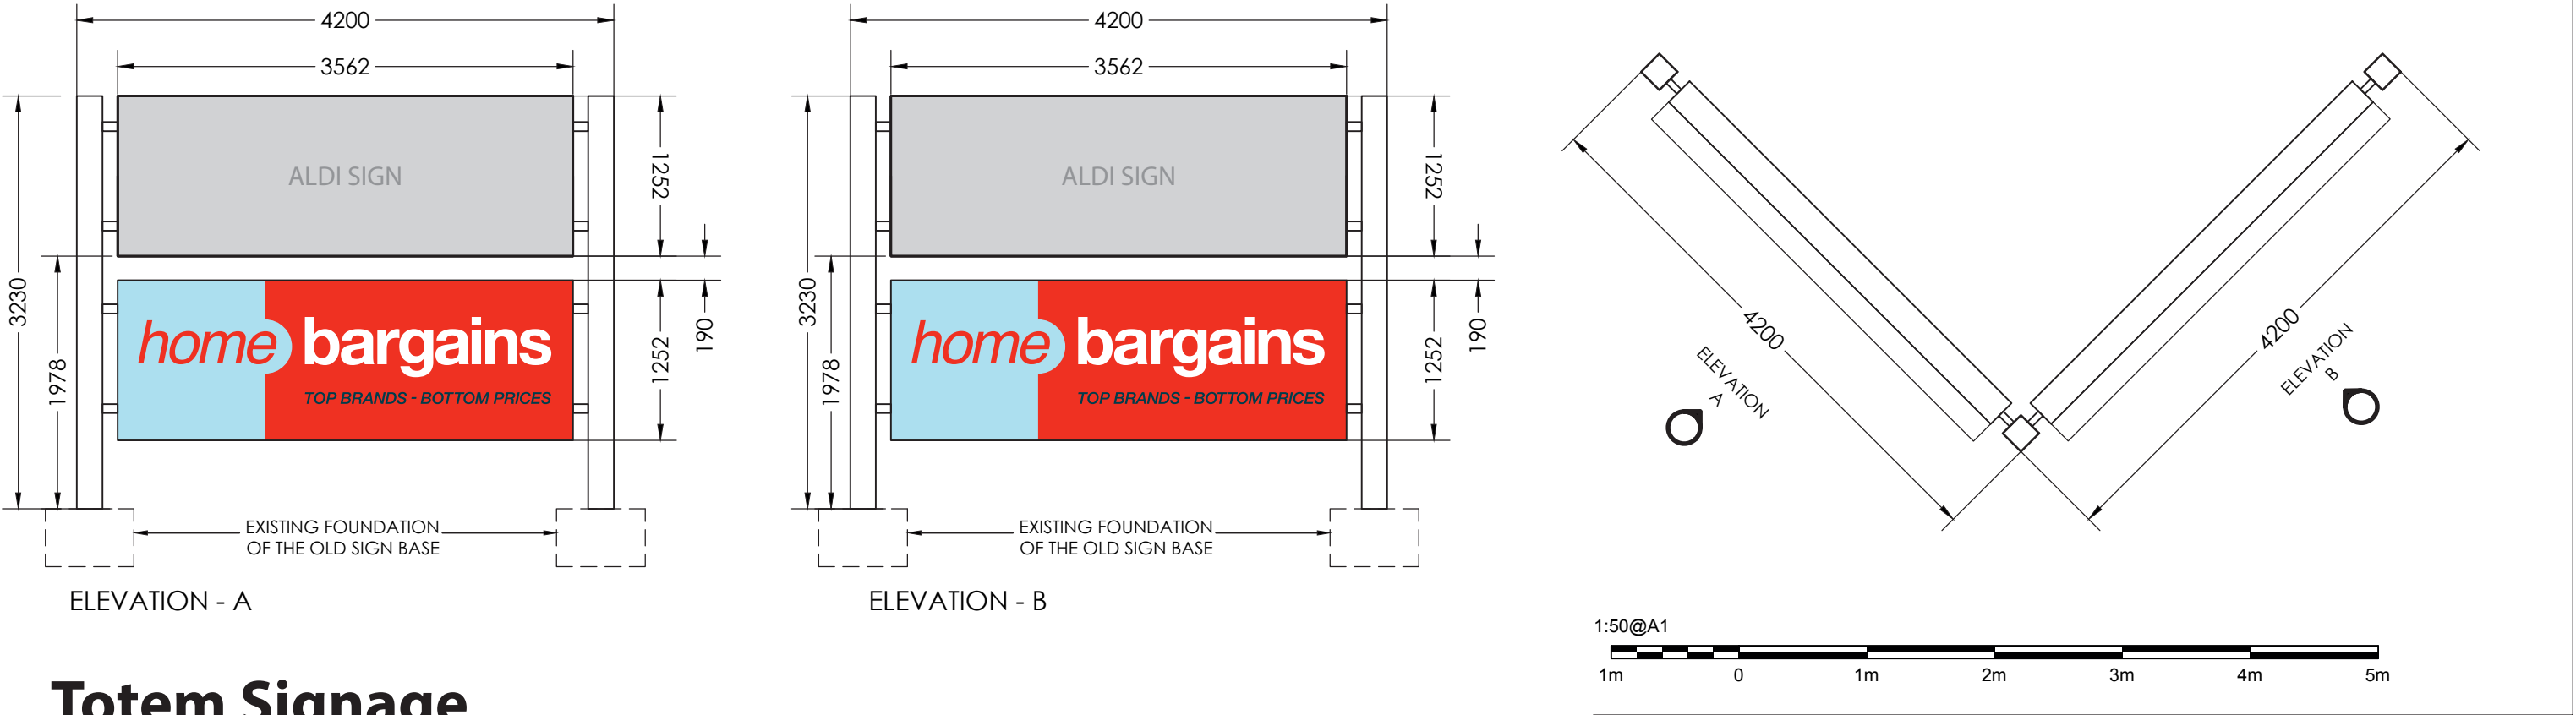 4200
3562
3230
1978
ALDI SIGN
1252
190
1252
home bargains
TOP BRANDS - BOTTOM PRICES
EXISTING FOUNDATION
OF THE OLD SIGN BASE
ELEVATION - A
4200
3562
3230
1978
ALDI SIGN
1252
190
1252
home bargains
TOP BRANDS - BOTTOM PRICES
EXISTING FOUNDATION
OF THE OLD SIGN BASE
ELEVATION - B
4200
ELEVATION
A
4200
ELEVATION
B
1:50@A1
1m 0 1m 2m 3m 4m 5m
Totem Signage